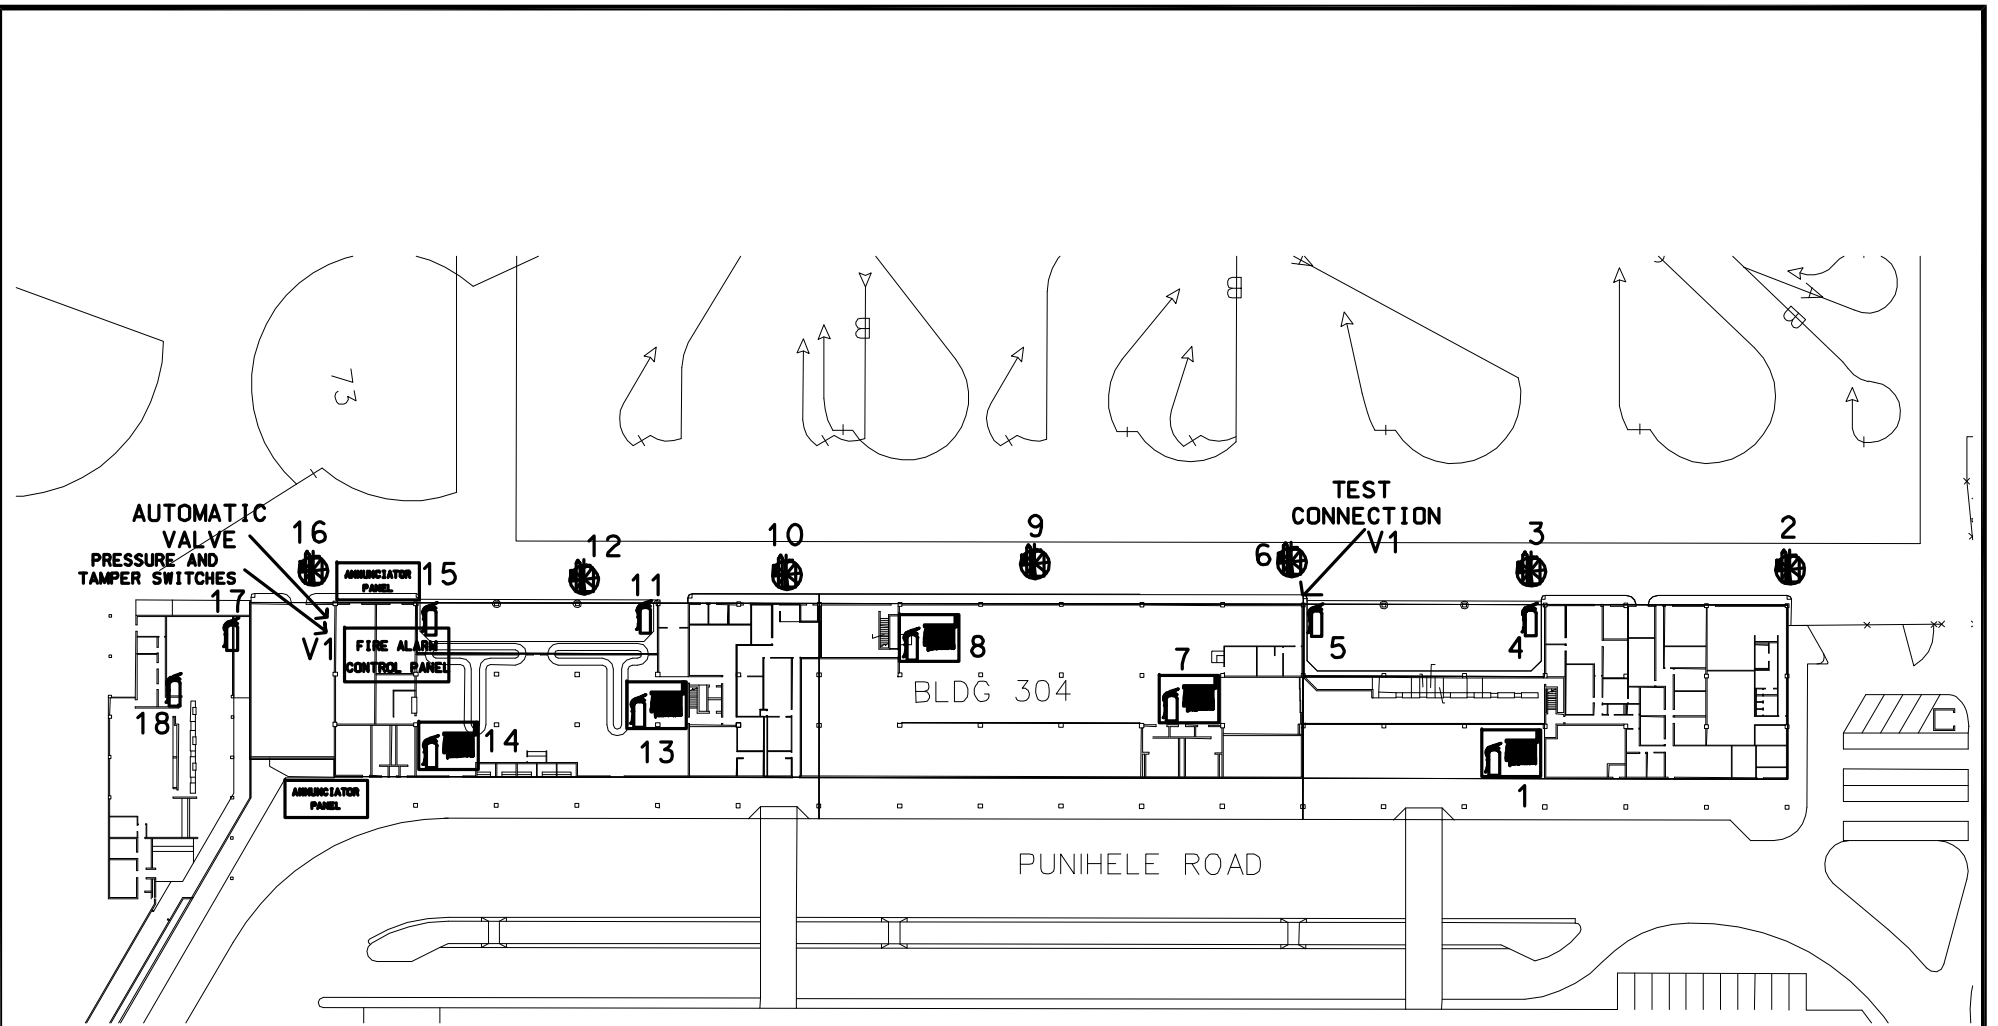 73
B
B
B
AUTOMATIC
VALVE
PRESSURE AND
TAMPER SWITCHES
16
ANNUNCIATOR
PANEL
15
12
11
10
9
TEST
CONNECTION
V1
6
3
2
17
V1
FIRE ALARM
CONTROL PANEL
18
14
13
8
7
5
4
1
BLDG 304
ANNUNCIATOR
PANEL
PUNIHELE ROAD